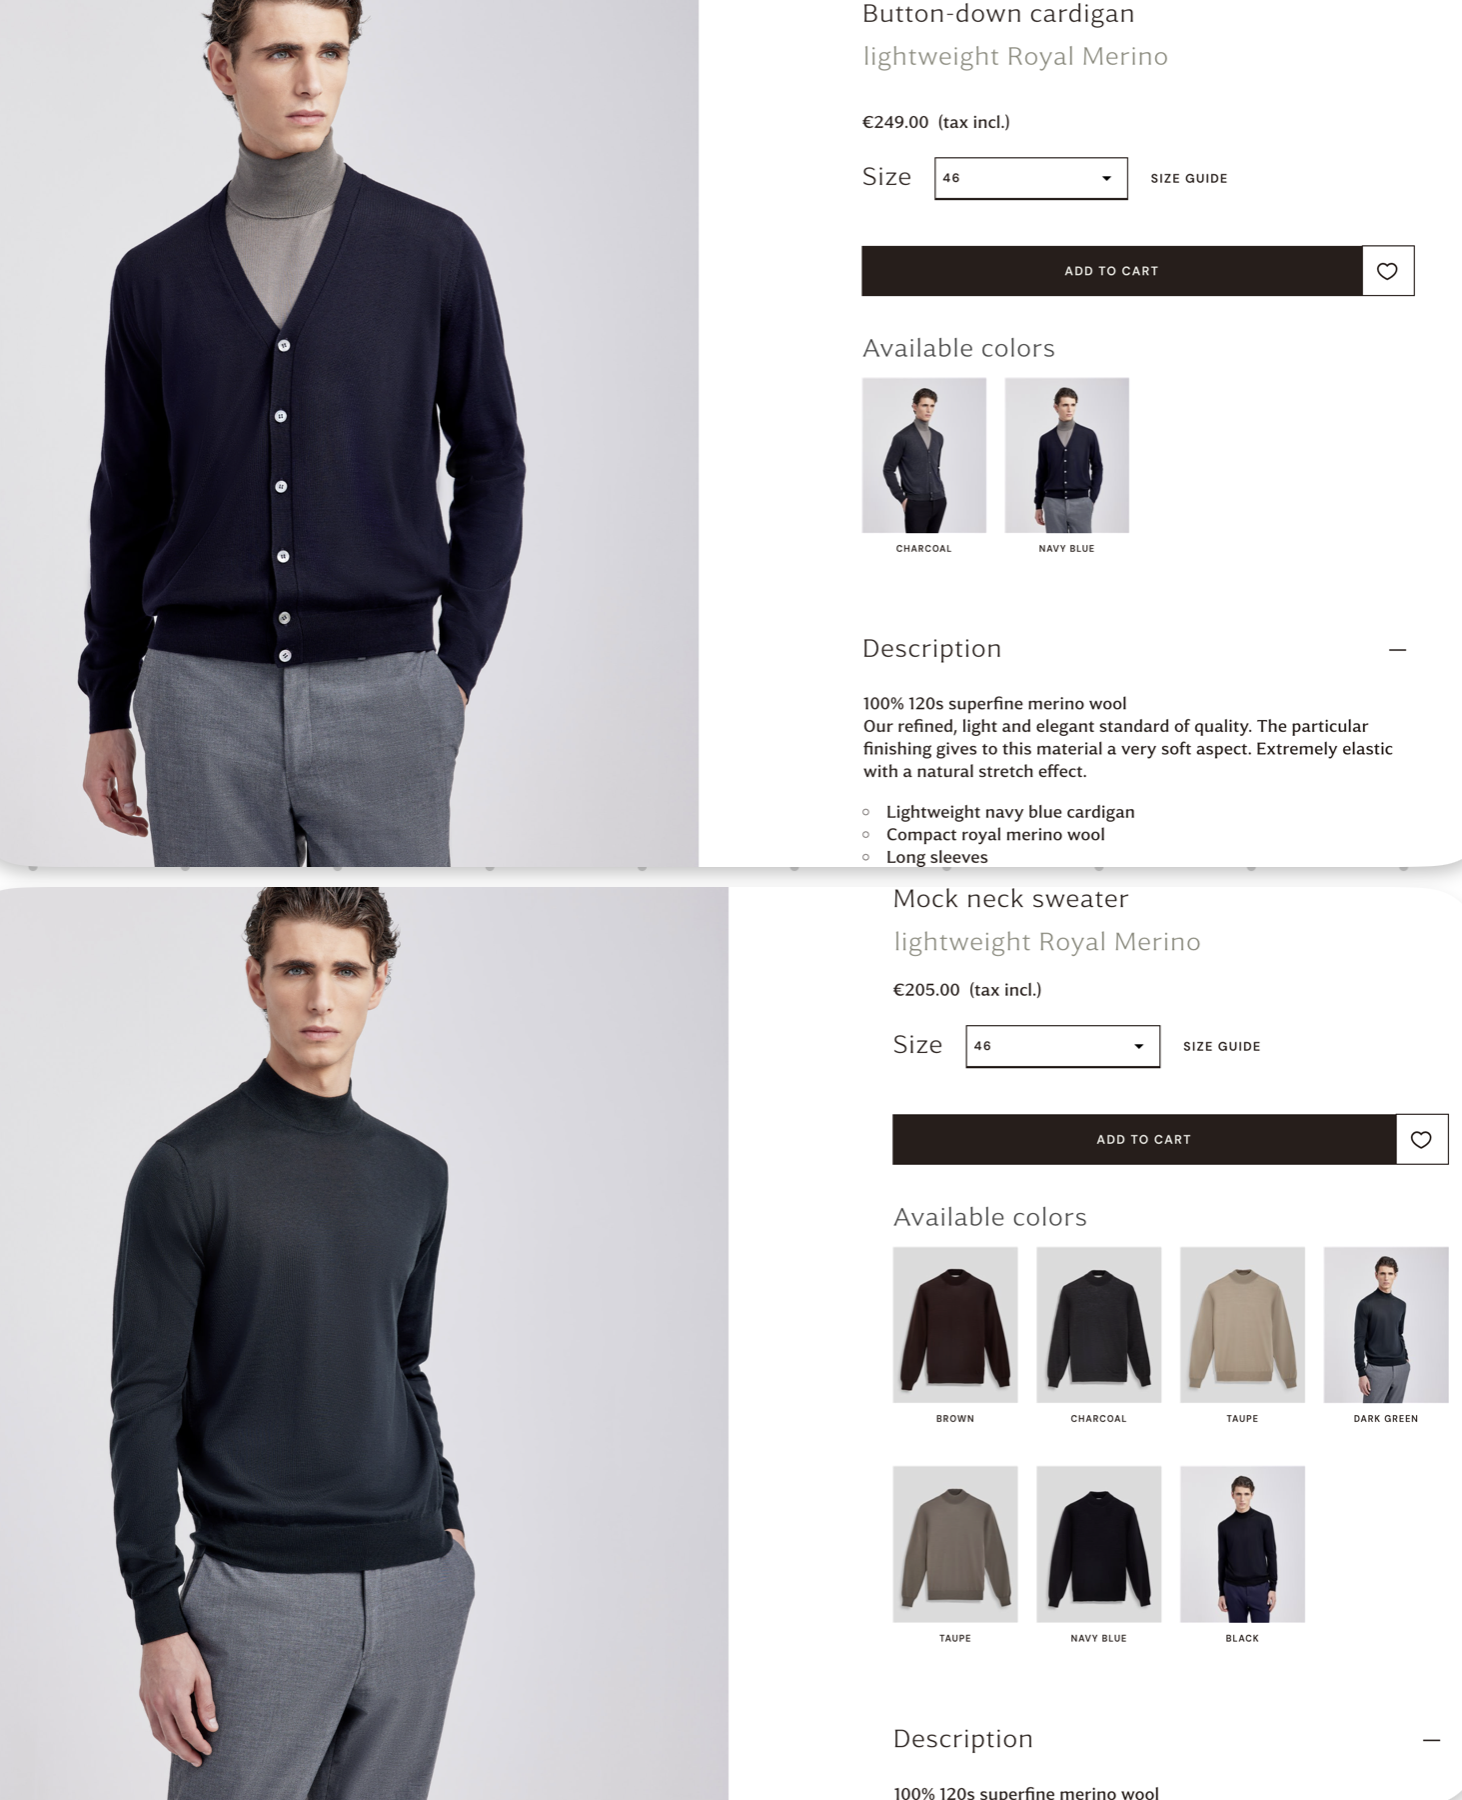 Button-down cardigan
lightweight Royal Merino
€249.00 (tax incl.)
Size
46
SIZE GUIDE
ADD TO CART
Available colors
CHARCOAL
NAVY BLUE
Description
100% 120s superfine merino wool
Our refined, light and elegant standard of quality. The particular
finishing gives to this material a very soft aspect. Extremely elastic
with a natural stretch effect.
Lightweight navy blue cardigan
Compact royal merino wool
Long sleeves
Mock neck sweater
lightweight Royal Merino
€205.00 (tax incl.)
Size
46
SIZE GUIDE
ADD TO CART
Available colors
BROWN
CHARCOAL
TAUPE
DARK GREEN
TAUPE
NAVY BLUE
BLACK
Description
100% 120s superfine merino wool